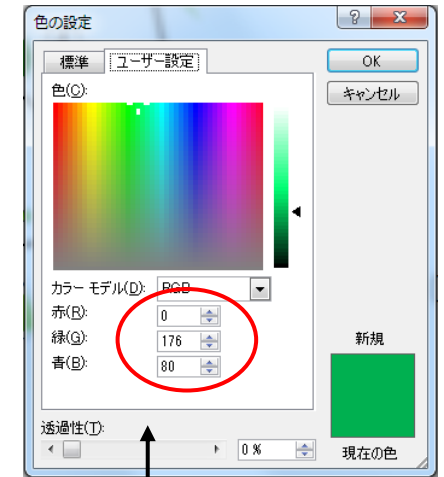 色の設定
標準 ユーザー設定
OK
キャンセル
色(C):
カラー モデル(D): RGB
赤(R): 0
緑(G): 176
青(B): 80
新規
透過性(T):
0 %
現在の色